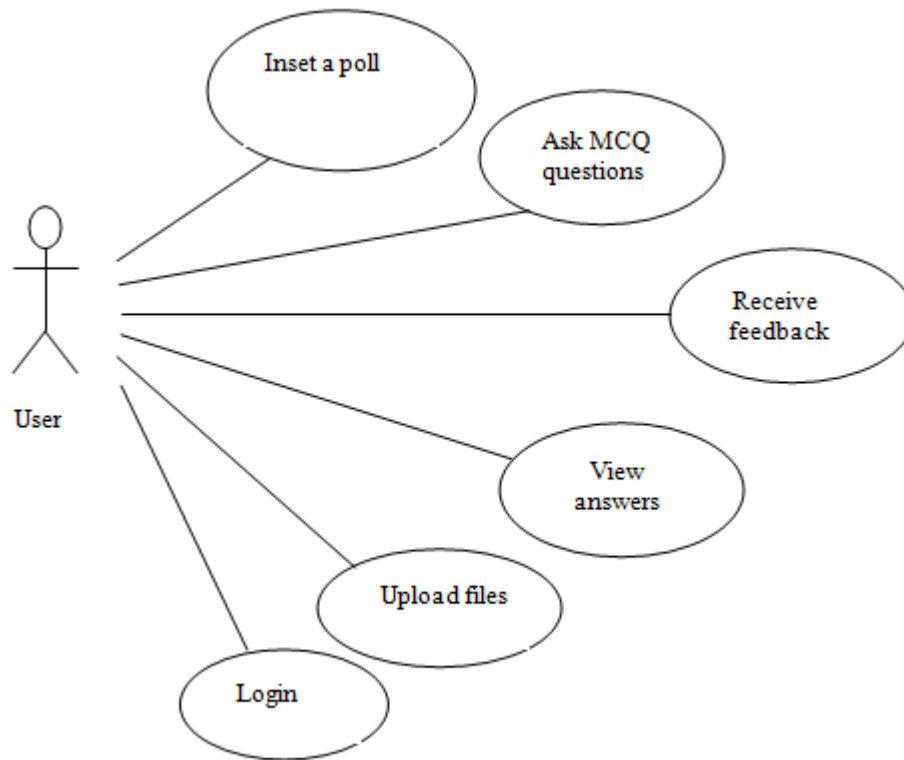 Inset a poll
Ask MCQ
questions
Receive
feedback
User
View
answers
Upload files
Login